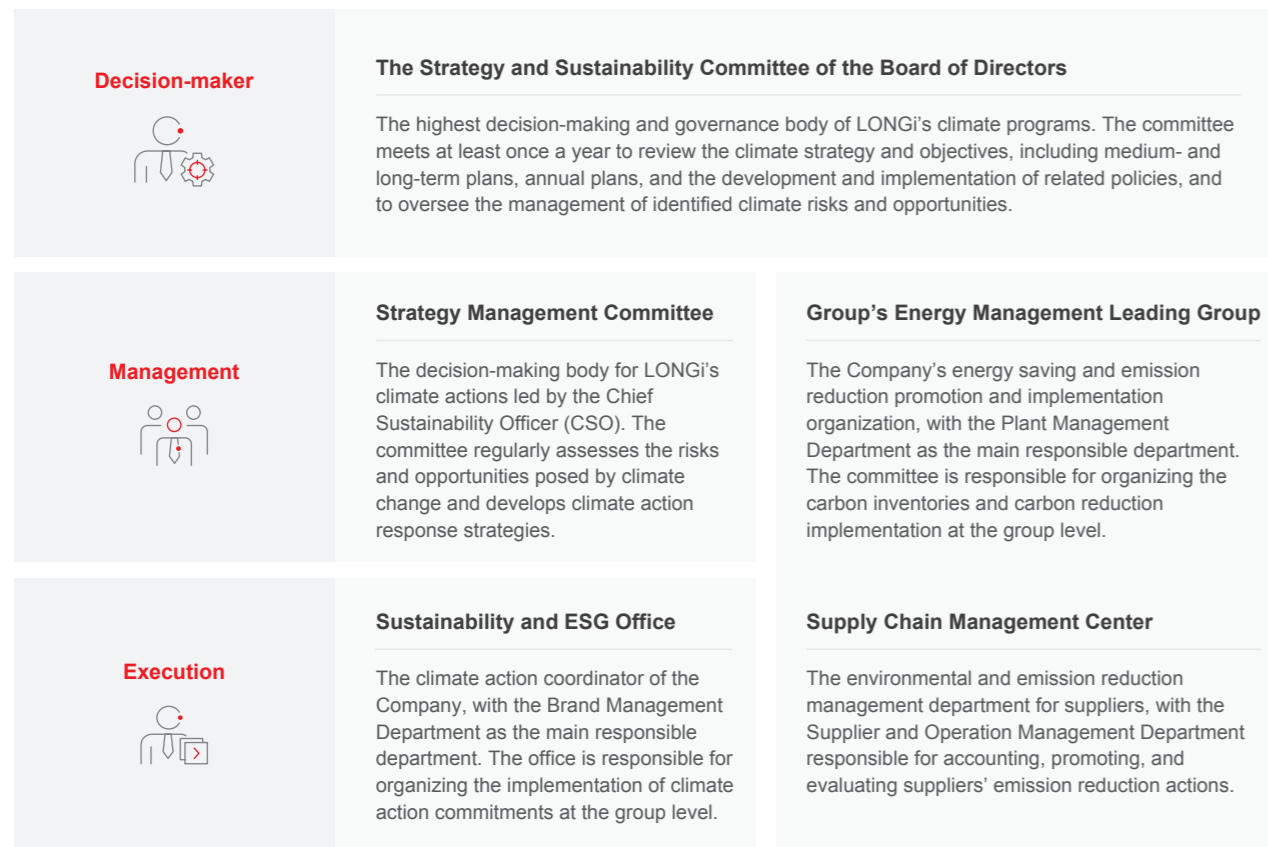 Decision-maker
The Strategy and Sustainability Committee of the Board of Directors
The highest decision-making and governance body of LONGi’s climate programs. The committee
meets at least once a year to review the climate strategy and objectives, including medium- and
long-term plans, annual plans, and the development and implementation of related policies, and
to oversee the management of identified climate risks and opportunities.
Management
Strategy Management Committee
The decision-making body for LONGi’s
climate actions led by the Chief
Sustainability Officer (CSO). The
committee regularly assesses the risks
and opportunities posed by climate
change and develops climate action
response strategies.
Group’s Energy Management Leading Group
The Company’s energy saving and emission
reduction promotion and implementation
organization, with the Plant Management
Department as the main responsible department.
The committee is responsible for organizing the
carbon inventories and carbon reduction
implementation at the group level.
Execution
Sustainability and ESG Office
The climate action coordinator of the
Company, with the Brand Management
Department as the main responsible
department. The office is responsible for
organizing the implementation of climate
action commitments at the group level.
Supply Chain Management Center
The environmental and emission reduction
management department for suppliers, with the
Supplier and Operation Management Department
responsible for accounting, promoting, and
evaluating suppliers’ emission reduction actions.